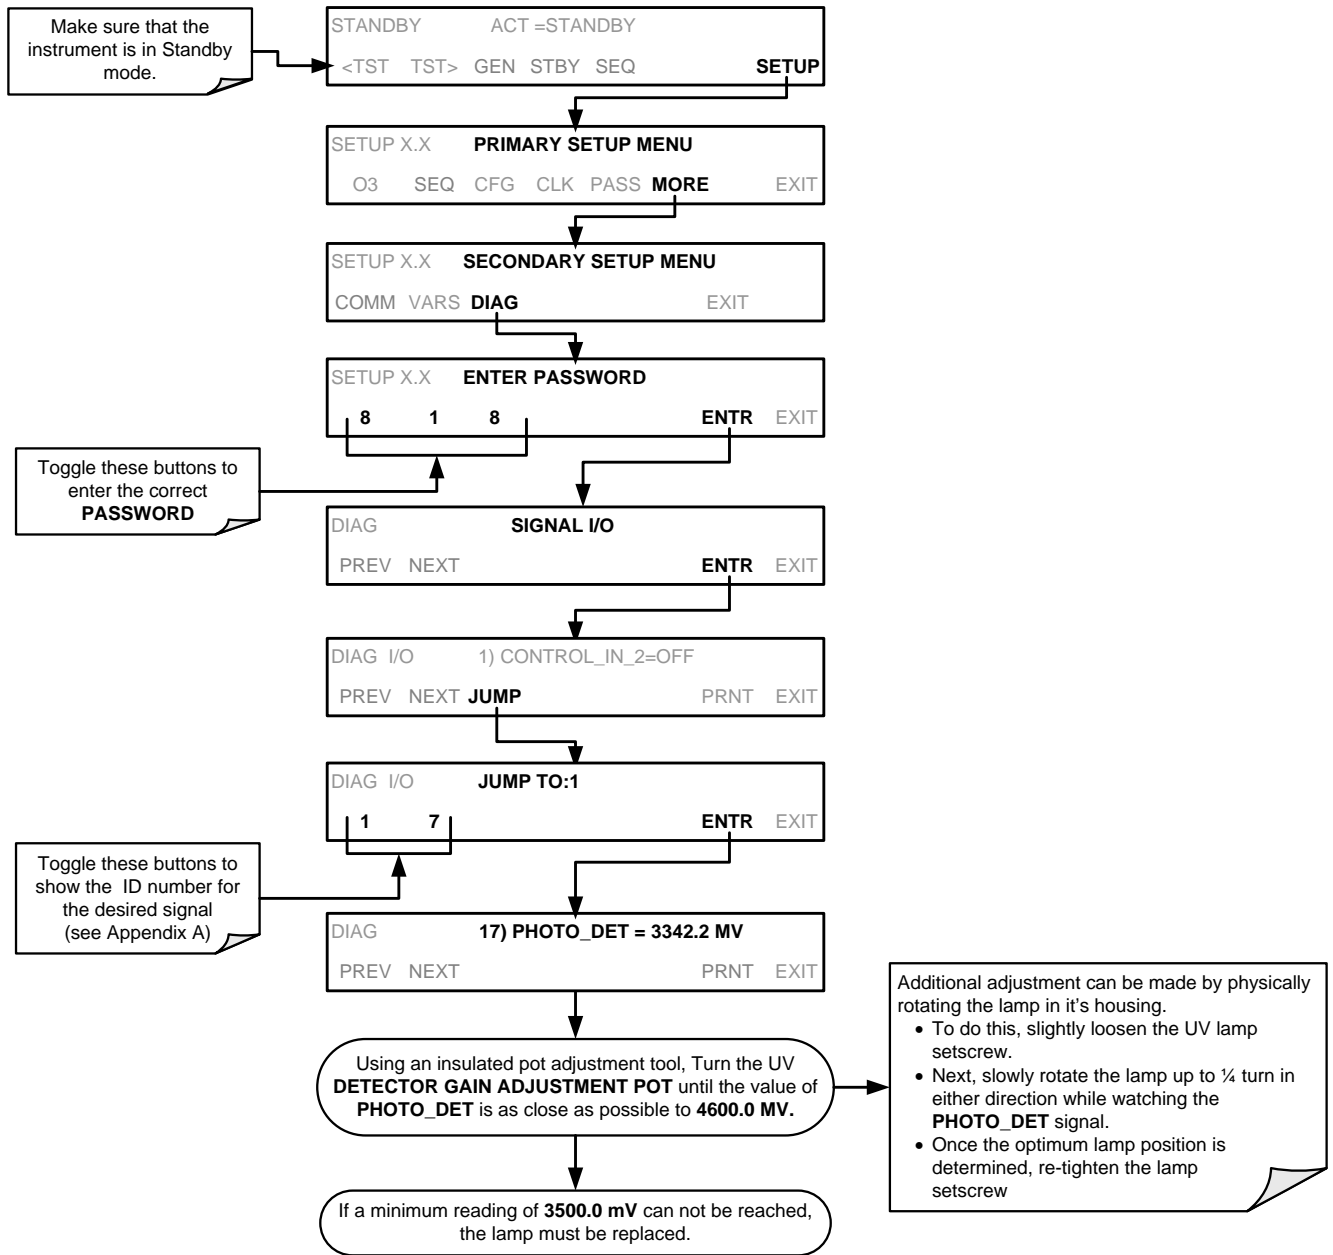 Make sure that the
instrument is in Standby
mode.
STANDBY ACT =STANDBY
<TST TST> GEN STBY SEQ SETUP
SETUP X.X PRIMARY SETUP MENU
O3 SEQ CFG CLK PASS MORE EXIT
SETUP X.X SECONDARY SETUP MENU
COMM VARS DIAG EXIT
SETUP X.X ENTER PASSWORD
8 1 8 ENTR EXIT
Toggle these buttons to
enter the correct
PASSWORD
DIAG SIGNAL I/O
PREV NEXT ENTR EXIT
DIAG I/O 1) CONTROL_IN_2=OFF
PREV NEXT JUMP PRNT EXIT
DIAG I/O JUMP TO:1
1 7 ENTR EXIT
Toggle these buttons to
show the ID number for
the desired signal
(see Appendix A)
DIAG 17) PHOTO_DET = 3342.2 MV
PREV NEXT PRNT EXIT
Using an insulated pot adjustment tool, Turn the UV
DETECTOR GAIN ADJUSTMENT POT until the value of
PHOTO_DET is as close as possible to 4600.0 MV.
Additional adjustment can be made by physically
rotating the lamp in it's housing.
• To do this, slightly loosen the UV lamp
setscrew.
• Next, slowly rotate the lamp up to ¼ turn in
either direction while watching the
PHOTO_DET signal.
• Once the optimum lamp position is
determined, re-tighten the lamp
setscrew
If a minimum reading of 3500.0 mV can not be reached,
the lamp must be replaced.